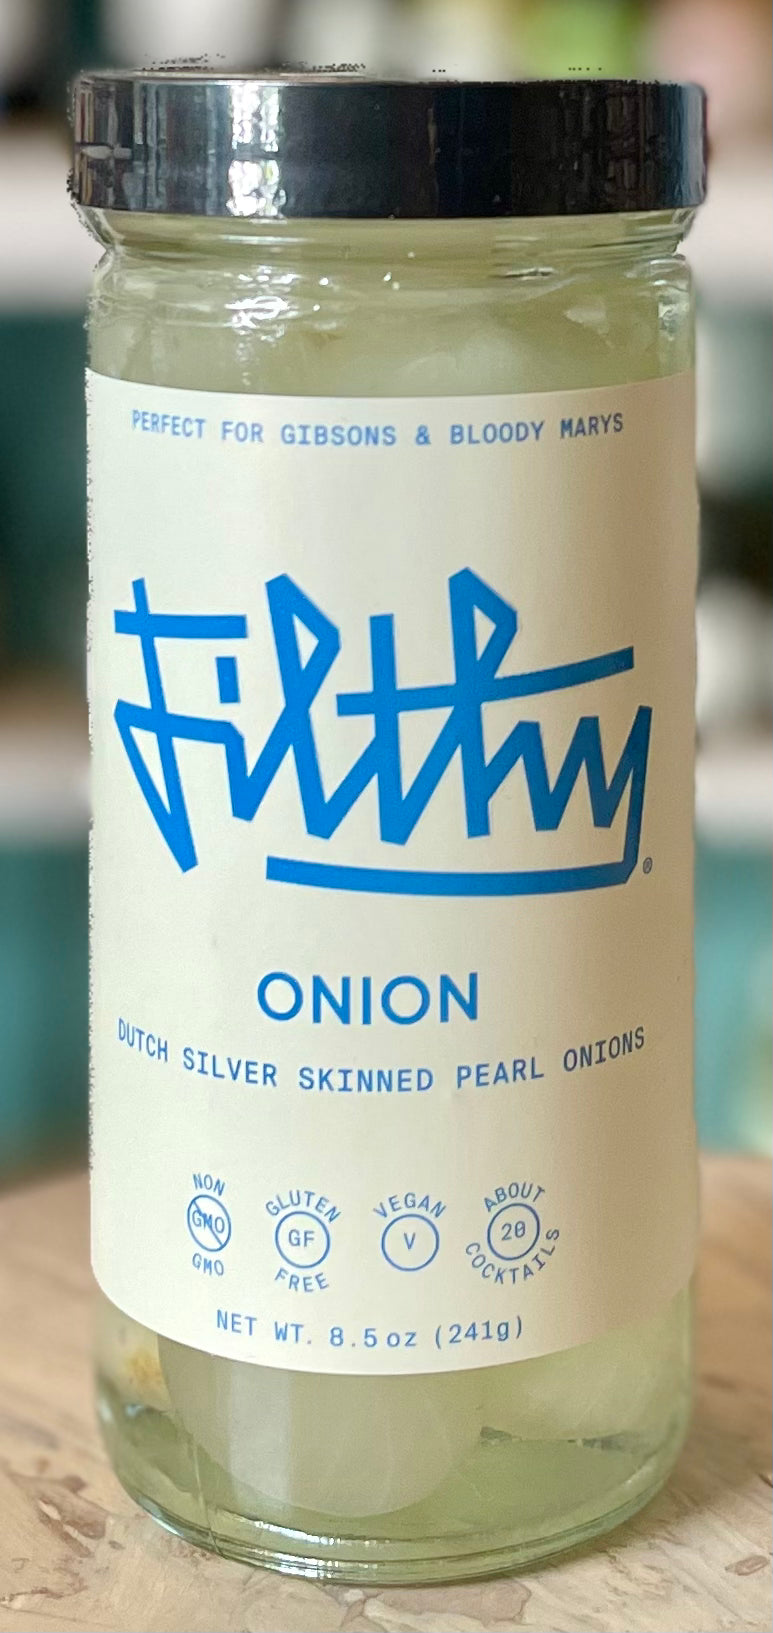 PERFECT FOR GIBSONS & BLOODY MARYS
Filthy®
ONION
DUTCH SILVER SKINNED PEARL ONIONS
NON
GMO
GMO
GLUTEN
GF
FREE
VEGAN
V
ABOUT
20
COCKTAILS
NET WT. 8.5 oz (241g)